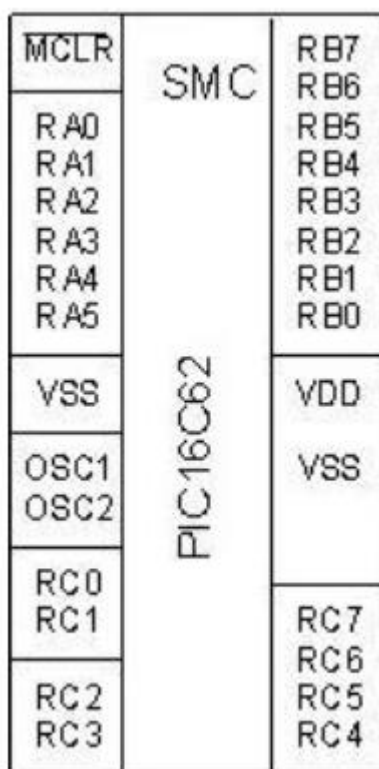 MCLR
RA0
RA1
RA2
RA3
RA4
RA5
VSS
OSC1
OSC2
RC0
RC1
RC2
RC3
SMC
PIC16C62
RB7
RB6
RB5
RB4
RB3
RB2
RB1
RB0
VDD
VSS
RC7
RC6
RC5
RC4